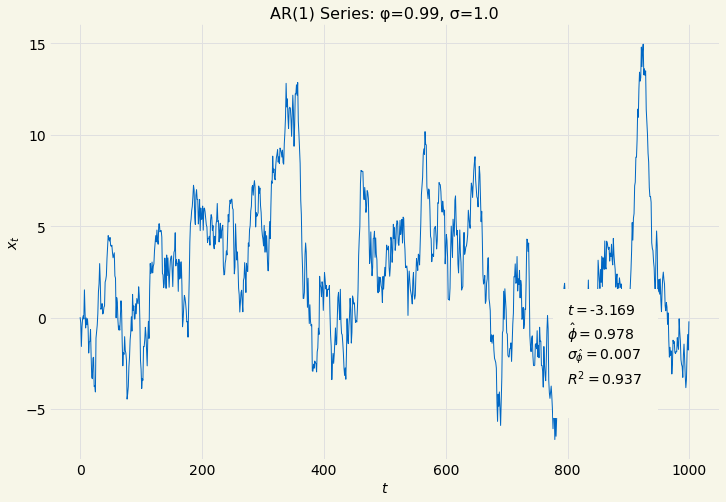 AR(1) Series: φ=0.99, σ=1.0
15
10
5
0
−5
x_t
t = -3.169
ϕ̂ = 0.978
σ_ϕ̂ = 0.007
R² = 0.937
0 200 400 600 800 1000
t